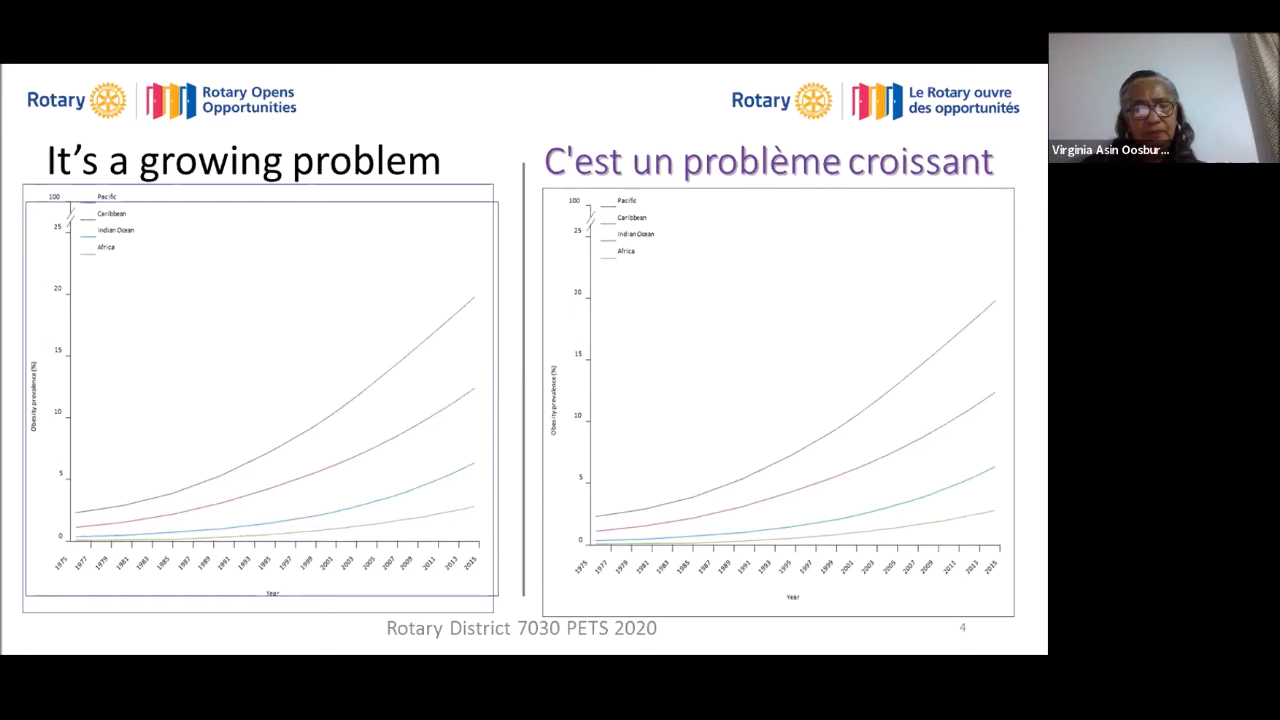 Rotary
Rotary Opens
Opportunities
Rotary
Le Rotary ouvre
des opportunités
Virginia Asin Oosbur...
It's a growing problem
C'est un problème croissant
100
25
20
15
10
5
0
Pacific
Caribbean
Indian Ocean
Africa
Obesity prevalence (%)
1975
1977
1979
1981
1983
1985
1987
1989
1991
1993
1995
1997
1999
2001
2003
2005
2007
2009
2011
2013
2015
Year
100
25
20
15
10
5
0
Pacific
Caribbean
Indian Ocean
Africa
Obesity prevalence (%)
1975
1977
1979
1981
1983
1985
1987
1989
1991
1993
1995
1997
1999
2001
2003
2005
2007
2009
2011
2013
2015
Year
Rotary District 7030 PETS 2020
4